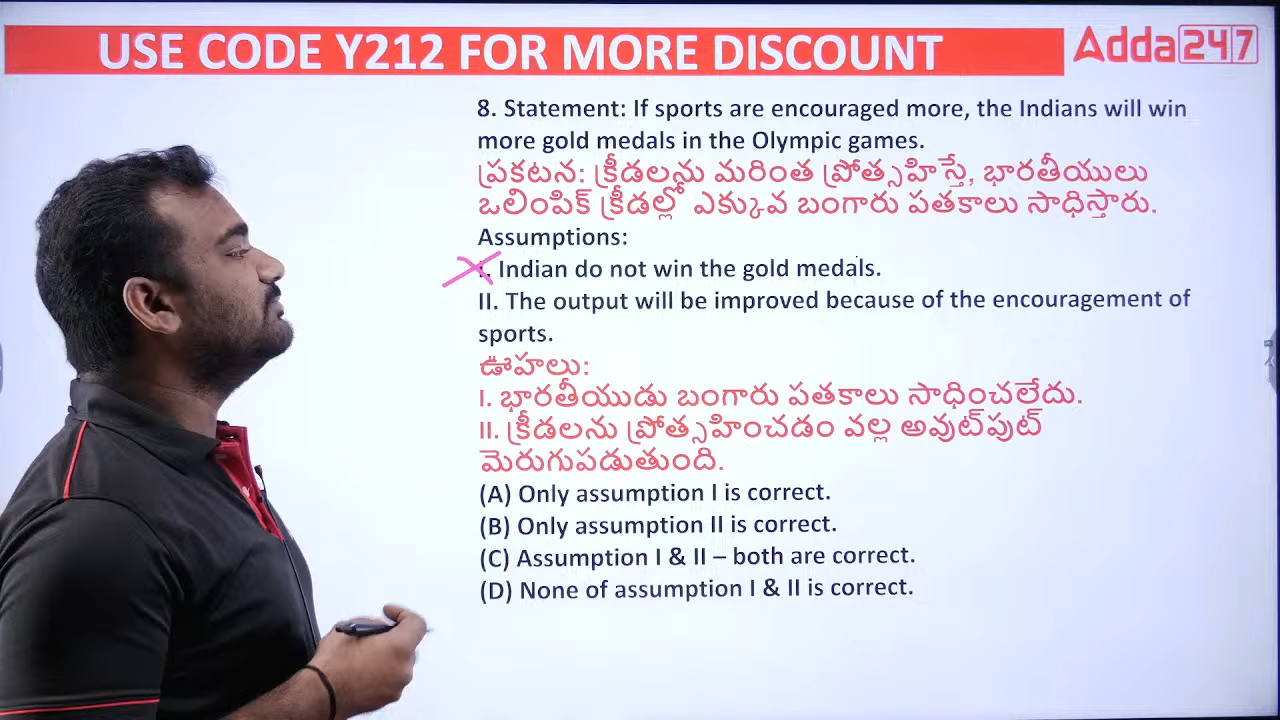 USE CODE Y212 FOR MORE DISCOUNT
Adda247
8. Statement: If sports are encouraged more, the Indians will win
more gold medals in the Olympic games.
ప్రకటన: క్రీడలను మరింత ప్రోత్సహిస్తే, భారతీయులు
ఒలింపిక్ క్రీడల్లో ఎక్కువ బంగారు పతకాలు సాధిస్తారు.
Assumptions:
I. Indian do not win the gold medals.
II. The output will be improved because of the encouragement of
sports.
ఊహలు:
I. భారతీయుడు బంగారు పతకాలు సాధించలేదు.
II. క్రీడలను ప్రోత్సహించడం వల్ల అవుట్‌పుట్
మెరుగుపడుతుంది.
(A) Only assumption I is correct.
(B) Only assumption II is correct.
(C) Assumption I & II – both are correct.
(D) None of assumption I & II is correct.